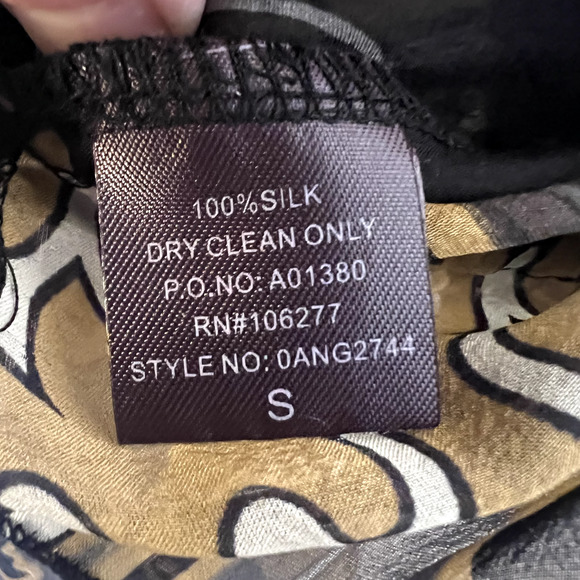 100%SILK
DRY CLEAN ONLY
P.O.NO: A01380
RN#106277
STYLE NO: 0ANG2744
S